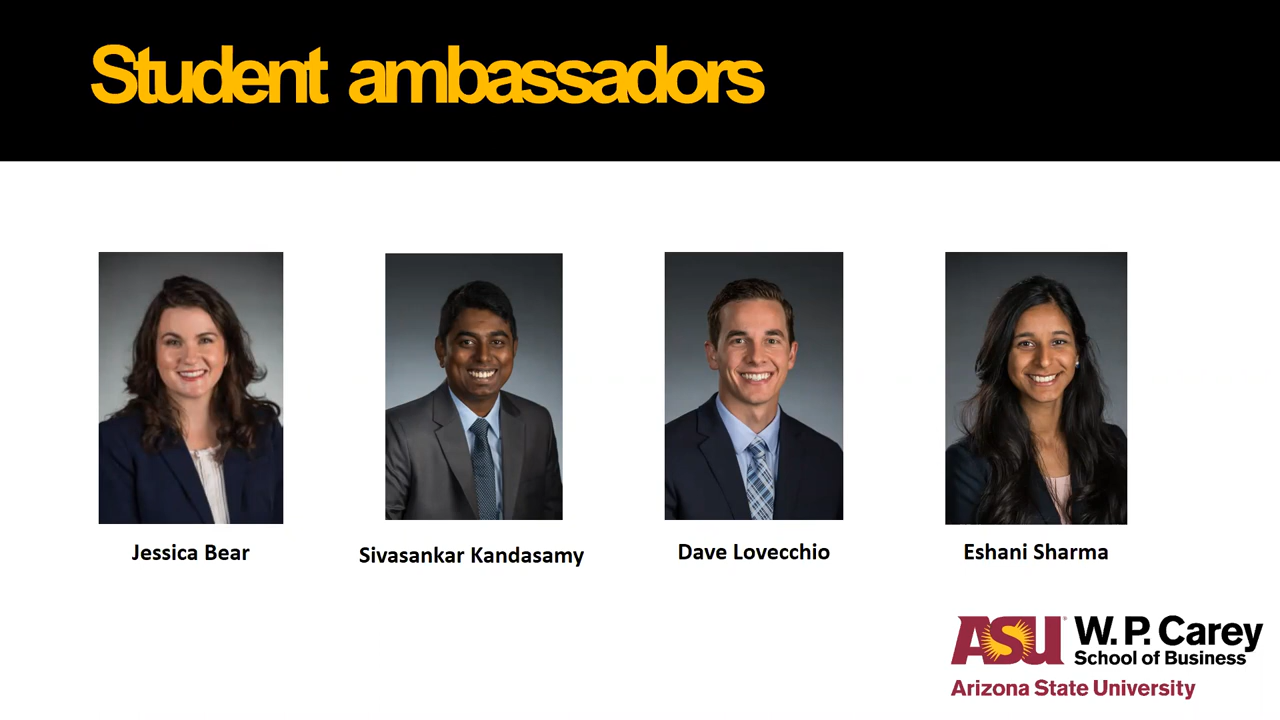 Student ambassadors
Jessica Bear
Sivasankar Kandasamy
Dave Lovecchio
Eshani Sharma
ASU W. P. Carey
School of Business
Arizona State University